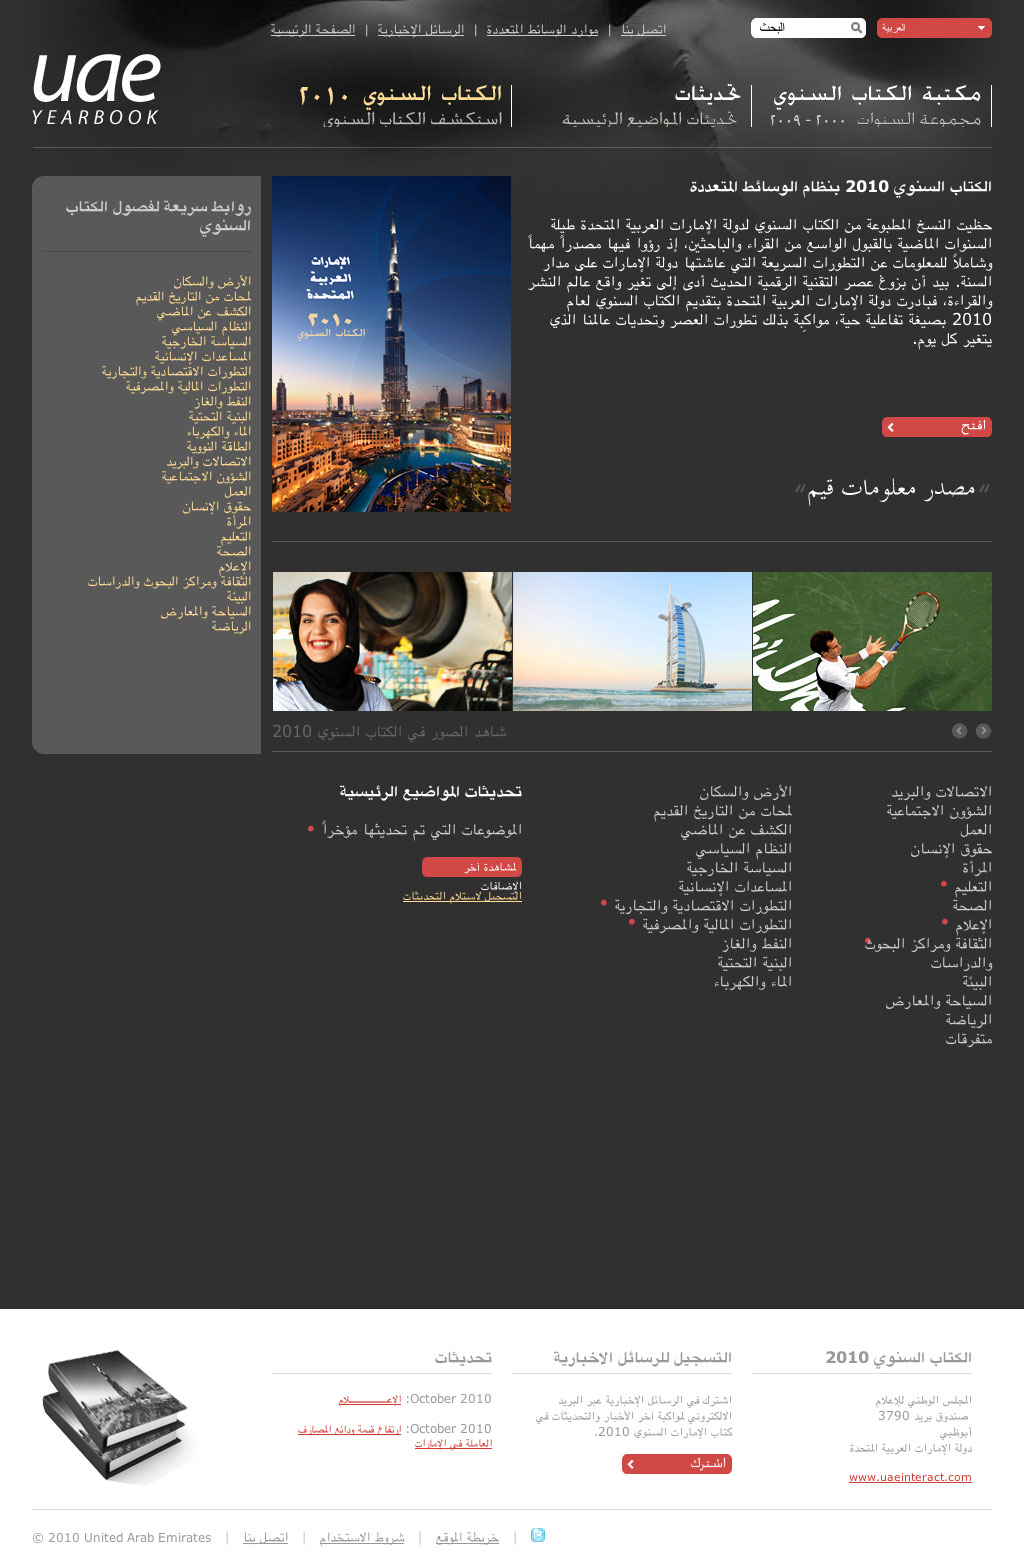 العربية
البحث
اتصل بنا | موارد الوسائط المتعددة | الرسائل الإخبارية | الصفحة الرئيسية
uae
YEARBOOK
مكتبة الكتاب السنوي
مجموعة السنوات ٢٠٠٠ - ٢٠٠٩
تحديثات
تحديثات المواضيع الرئيسية
الكتاب السنوي ٢٠١٠
استكشف الكتاب السنوي
الكتاب السنوي 2010 بنظام الوسائط المتعددة
حظيت النسخ المطبوعة من الكتاب السنوي لدولة الإمارات العربية المتحدة طيلة
السنوات الماضية بالقبول الواسع من القراء والباحثين، إذ رؤوا فيها مصدراً مهماً
وشاملاً للمعلومات عن التطورات السريعة التي عاشتها دولة الإمارات على مدار
السنة. بيد أن بزوغ عصر التقنية الرقمية الحديث أدى إلى تغير واقع عالم النشر
والقراءة، فبادرت دولة الإمارات العربية المتحدة بتقديم الكتاب السنوي لعام
2010 بصيغة تفاعلية حية، مواكِبة بذلك تطورات العصر وتحديات عالمنا الذي
يتغير كل يوم.
افتح
" مصدر معلومات قيم "
الإمارات
العربية
المتحدة
٢٠١٠
الكتاب السنوي
روابط سريعة لفصول الكتاب
السنوي
الأرض والسكان
لمحات من التاريخ القديم
الكشف عن الماضي
النظام السياسي
السياسة الخارجية
المساعدات الإنسانية
التطورات الاقتصادية والتجارية
التطورات المالية والمصرفية
النفط والغاز
البنية التحتية
الماء والكهرباء
الطاقة النووية
الاتصالات والبريد
الشؤون الاجتماعية
العمل
حقوق الإنسان
المرأة
التعليم
الصحة
الإعلام
الثقافة ومراكز البحوث والدراسات
البيئة
السياحة والمعارض
الرياضة
شاهد الصور في الكتاب السنوي 2010
الاتصالات والبريد
الشؤون الاجتماعية
العمل
حقوق الإنسان
المرأة
التعليم
الصحة
الإعلام
الثقافة ومراكز البحوث
والدراسات
البيئة
السياحة والمعارض
الرياضة
متفرقات
الأرض والسكان
لمحات من التاريخ القديم
الكشف عن الماضي
النظام السياسي
السياسة الخارجية
المساعدات الإنسانية
التطورات الاقتصادية والتجارية
التطورات المالية والمصرفية
النفط والغاز
البنية التحتية
الماء والكهرباء
تحديثات المواضيع الرئيسية
الموضوعات التي تم تحديثها مؤخراً
لمشاهدة آخر
الإضافات
التسجيل لاستلام التحديثات
الكتاب السنوي 2010
المجلس الوطني للإعلام
صندوق بريد 3790
أبوظبي
دولة الإمارات العربية المتحدة
www.uaeinteract.com
التسجيل للرسائل الاخبارية
اشترك في الرسائل الإخبارية عبر البريد
الالكتروني لمواكبة آخر الأخبار والتحديثات في
كتاب الإمارات السنوي 2010.
اشترك
تحديثات
October 2010: الاعـــــــــلام
October 2010: ارتفاع قيمة ودائع المصارف
العاملة في الإمارات
© 2010 United Arab Emirates | اتصل بنا | شروط الاستخدام | خريطة الموقع |